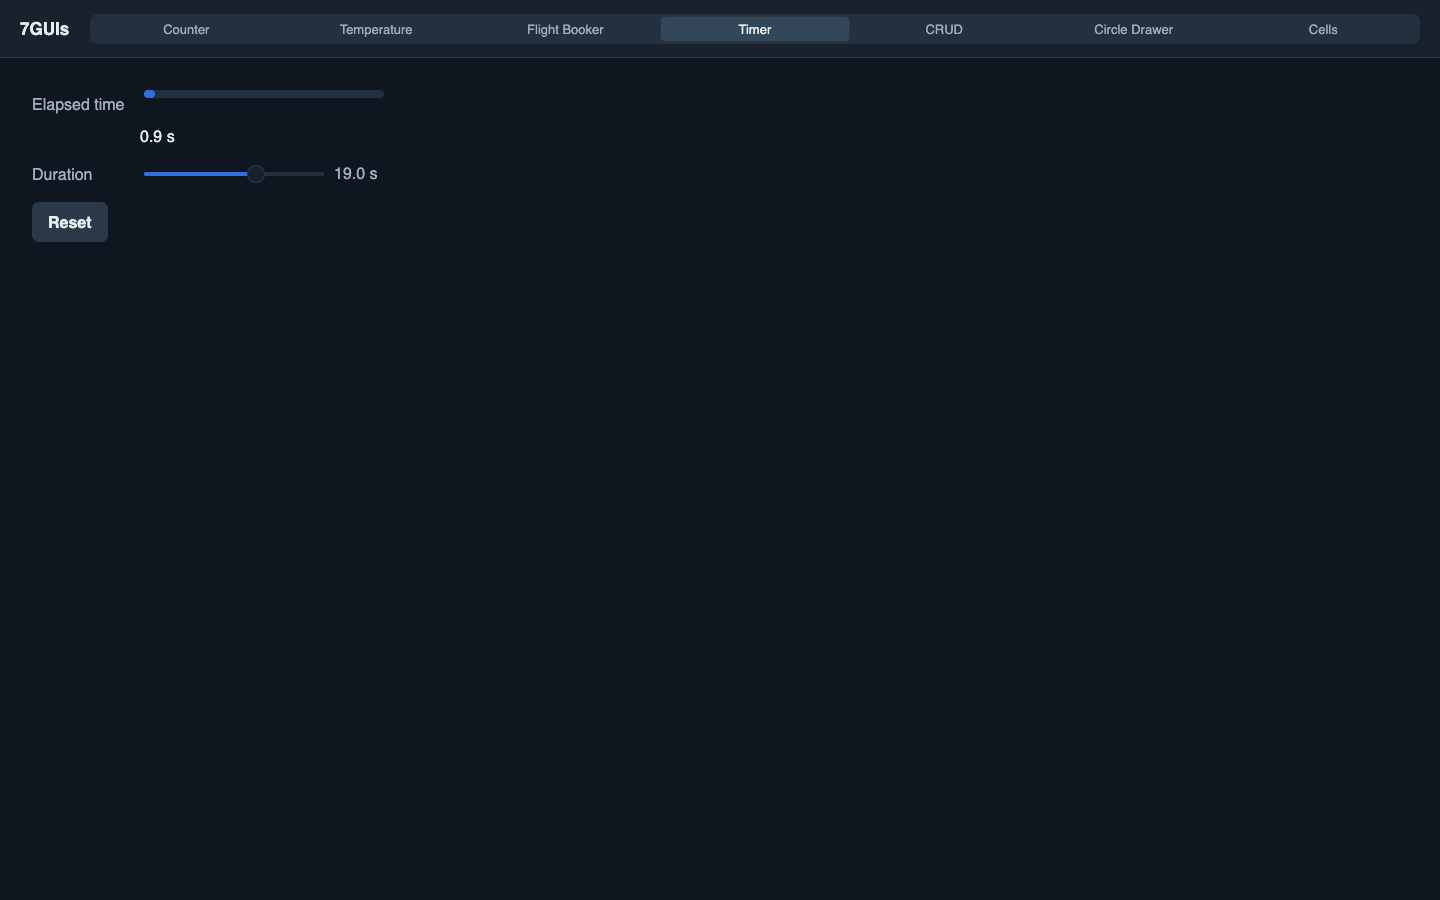 7GUIs Counter Temperature Flight Booker Timer CRUD Circle Drawer Cells
Elapsed time
0.9 s
Duration 19.0 s
Reset